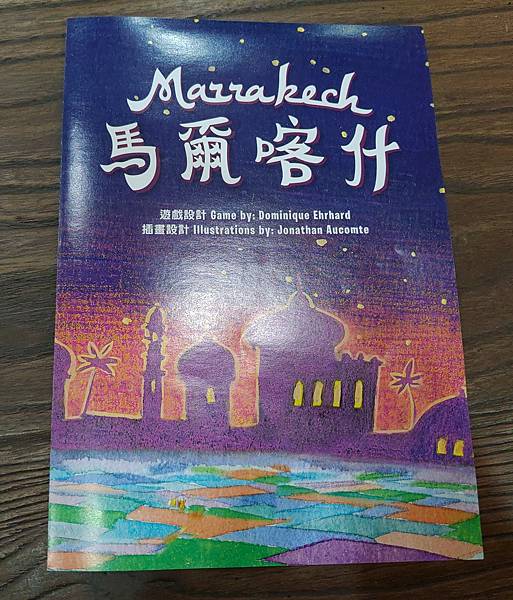 Marrakech
馬爾喀什
遊戲設計 Game by: Dominique Ehrhard
插畫設計 Illustrations by: Jonathan Aucomte